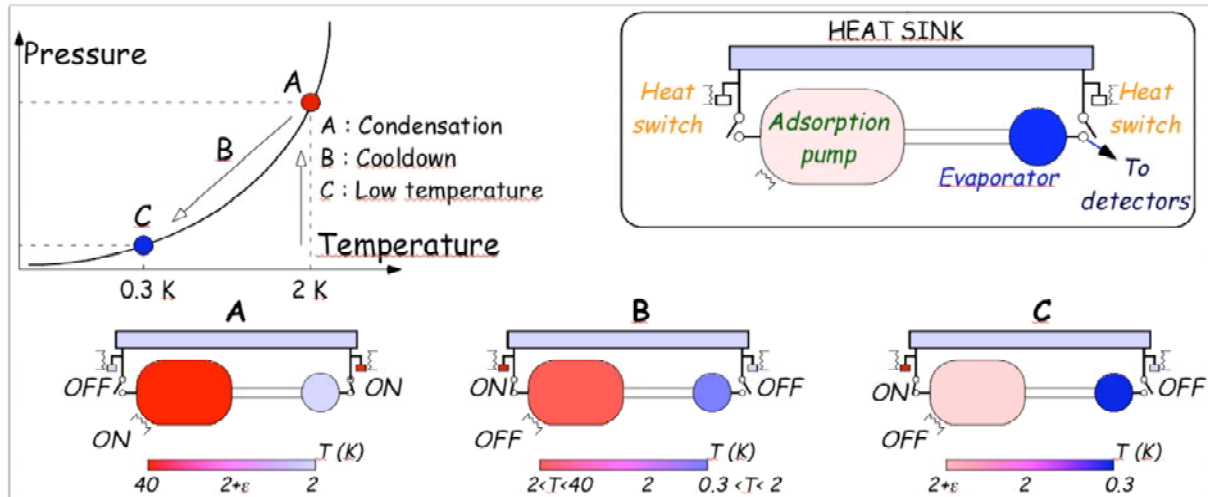 Pressure
A
B
C
A : Condensation
B : Cooldown
C : Low temperature
Temperature
0.3 K
2 K
HEAT SINK
Heat
switch
Adsorption
pump
Evaporator
Heat
switch
To
detectors
A
OFF
ON
ON
T (K)
40
2+ε
2
B
ON
OFF
OFF
T (K)
2<T<40
2
0.3 <T< 2
C
ON
OFF
OFF
T (K)
2+ε
2
0.3